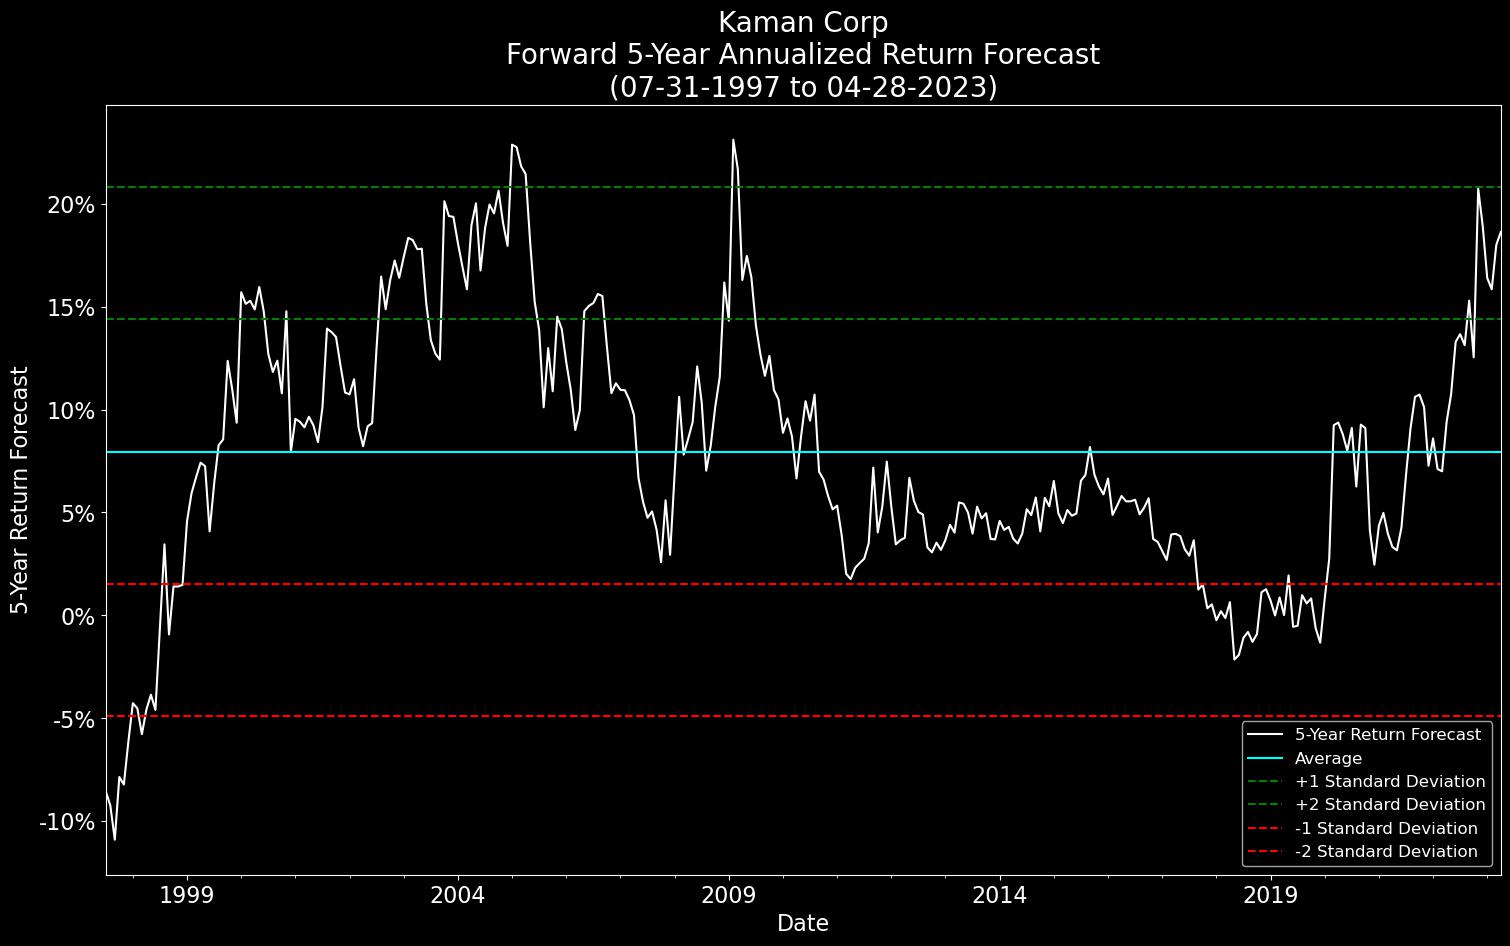 Kaman Corp
Forward 5-Year Annualized Return Forecast
(07-31-1997 to 04-28-2023)
5-Year Return Forecast
20%
15%
10%
5%
0%
-5%
-10%
1999 2004 2009 2014 2019
Date
5-Year Return Forecast
Average
+1 Standard Deviation
+2 Standard Deviation
-1 Standard Deviation
-2 Standard Deviation